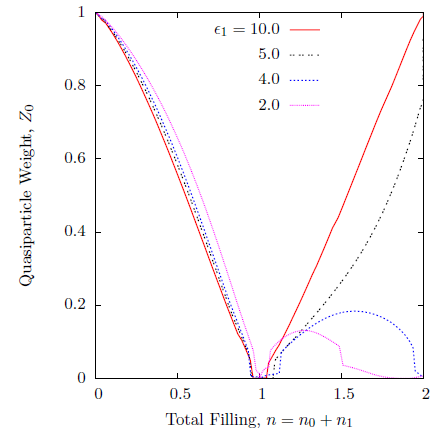 ϵ₁ = 10.0
5.0
4.0
2.0
Quasiparticle Weight, Z₀
1
0.8
0.6
0.4
0.2
0
0 0.5 1 1.5 2
Total Filling, n = n₀ + n₁